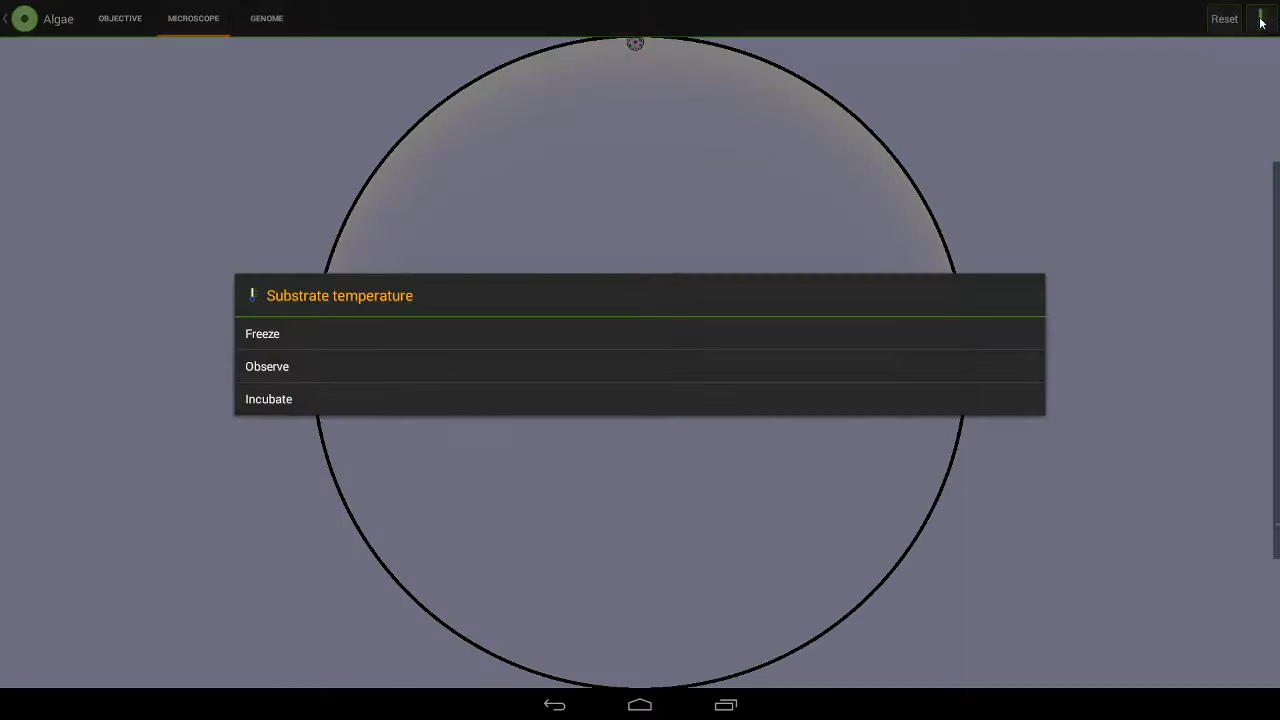 Algae OBJECTIVE MICROSCOPE GENOME Reset
Substrate temperature
Freeze
Observe
Incubate